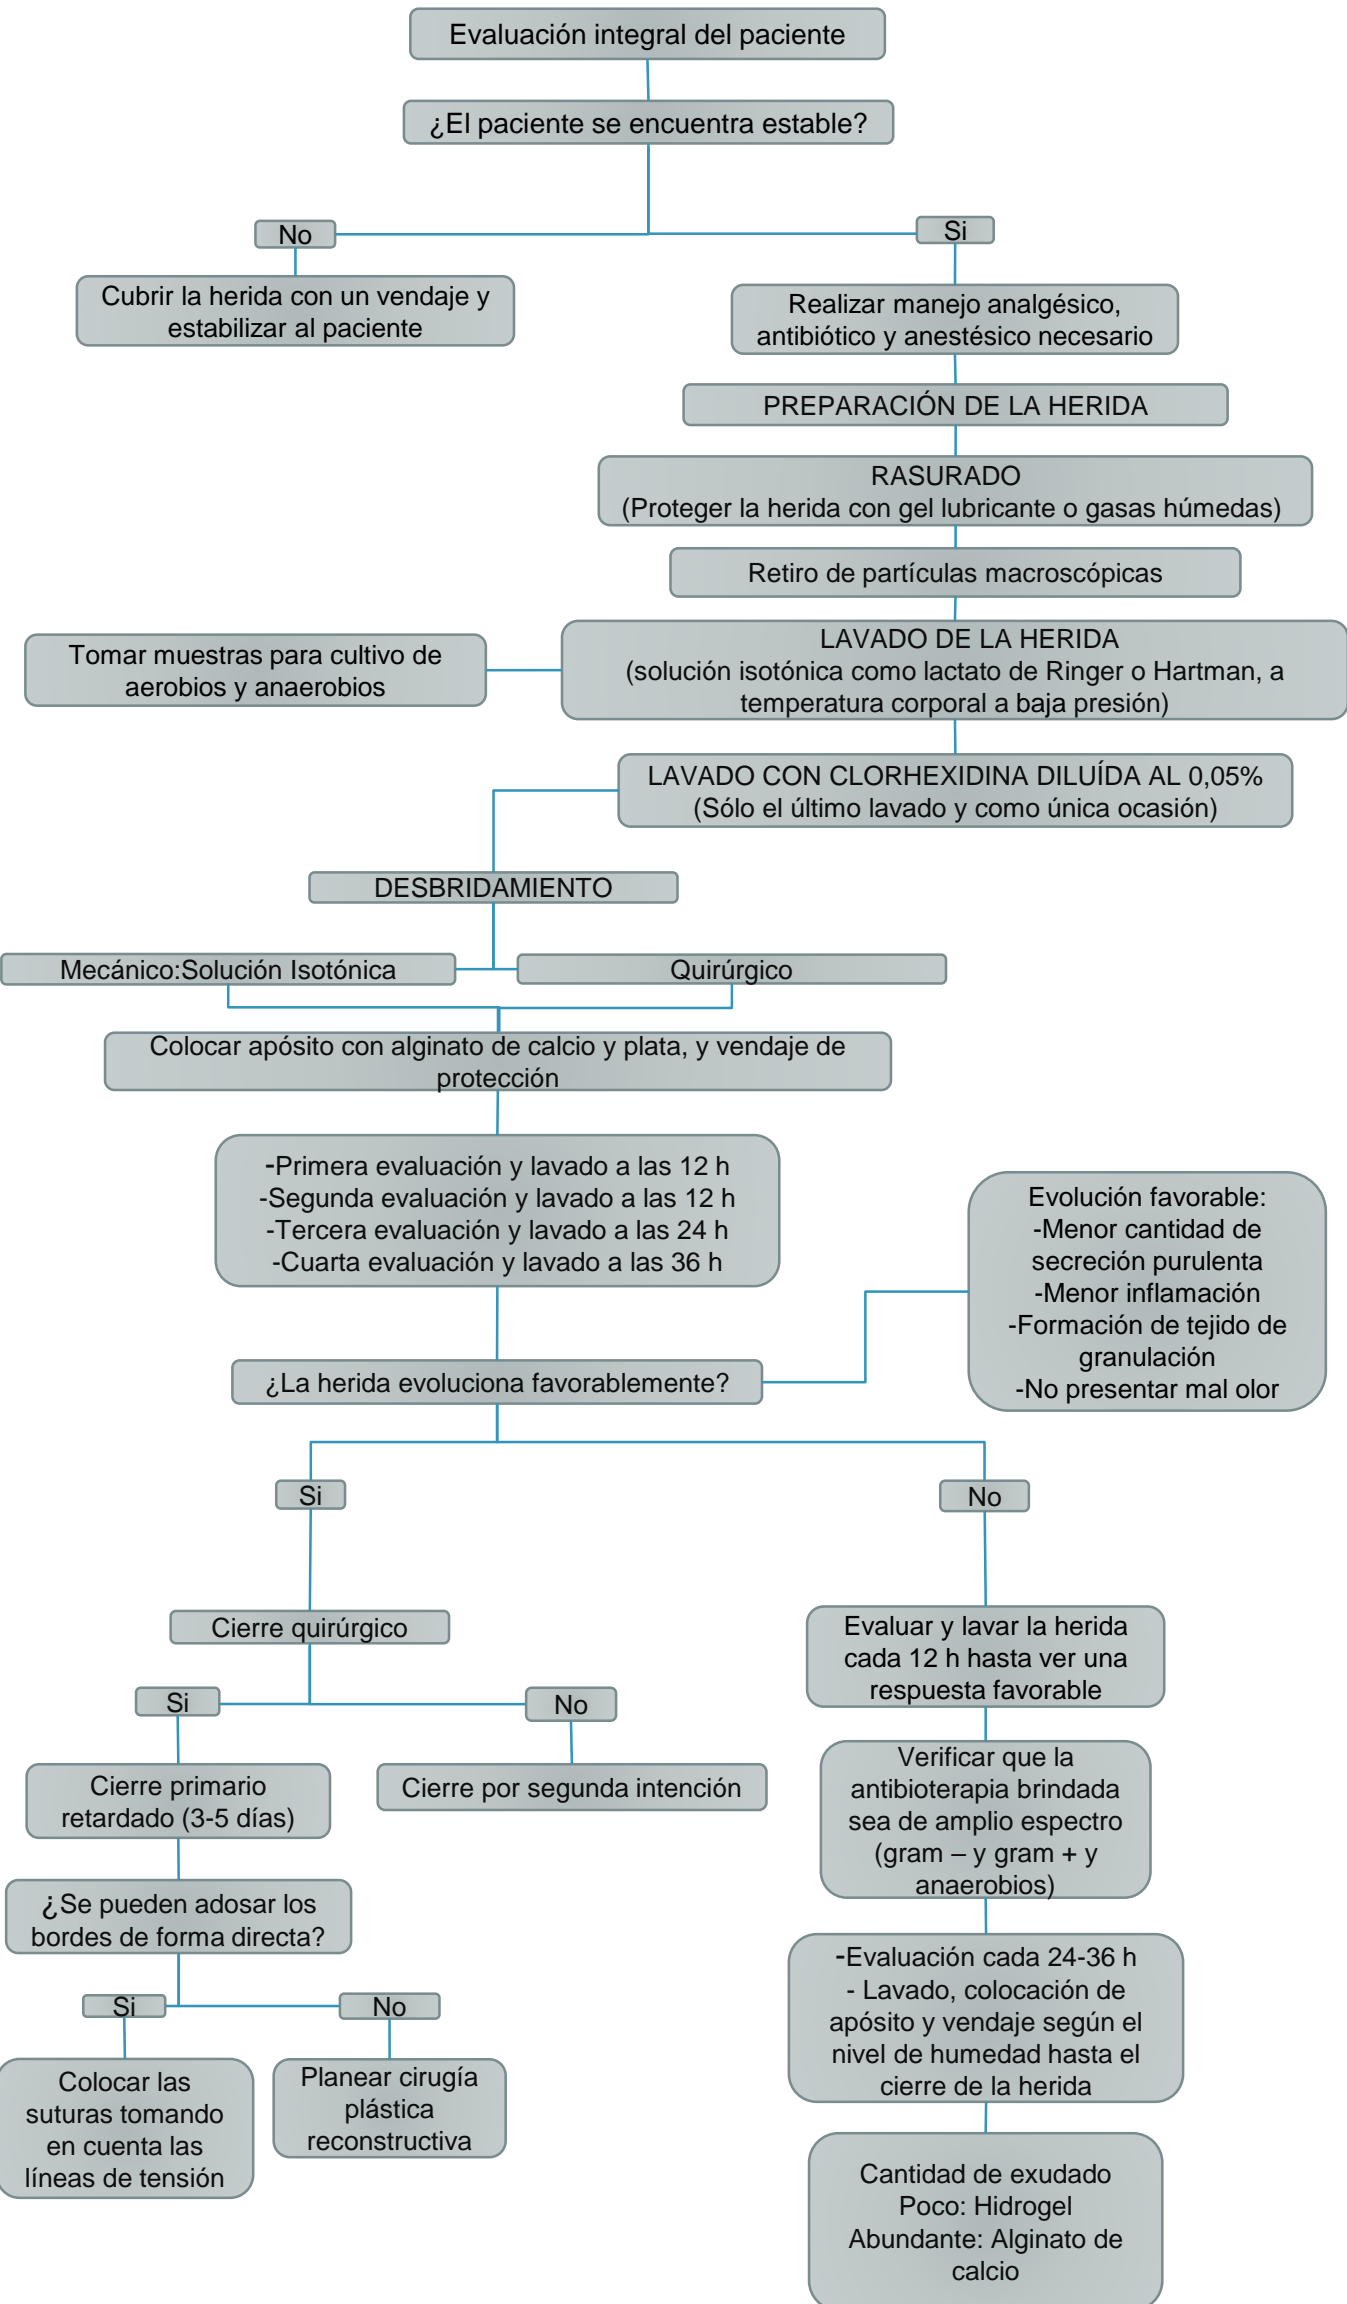 Evaluación integral del paciente
¿El paciente se encuentra estable?
No
Si
Cubrir la herida con un vendaje y
estabilizar al paciente
Realizar manejo analgésico,
antibiótico y anestésico necesario
PREPARACIÓN DE LA HERIDA
RASURADO
(Proteger la herida con gel lubricante o gasas húmedas)
Retiro de partículas macroscópicas
LAVADO DE LA HERIDA
(solución isotónica como lactato de Ringer o Hartman, a
temperatura corporal a baja presión)
Tomar muestras para cultivo de
aerobios y anaerobios
LAVADO CON CLORHEXIDINA DILUÍDA AL 0,05%
(Sólo el último lavado y como única ocasión)
DESBRIDAMIENTO
Mecánico:Solución Isotónica
Quirúrgico
Colocar apósito con alginato de calcio y plata, y vendaje de
protección
-Primera evaluación y lavado a las 12 h
-Segunda evaluación y lavado a las 12 h
-Tercera evaluación y lavado a las 24 h
-Cuarta evaluación y lavado a las 36 h
Evolución favorable:
-Menor cantidad de
secreción purulenta
-Menor inflamación
-Formación de tejido de
granulación
-No presentar mal olor
¿La herida evoluciona favorablemente?
Si
No
Cierre quirúrgico
Si
No
Cierre primario
retardado (3-5 días)
Cierre por segunda intención
¿Se pueden adosar los
bordes de forma directa?
Si
No
Colocar las
suturas tomando
en cuenta las
líneas de tensión
Planear cirugía
plástica
reconstructiva
Evaluar y lavar la herida
cada 12 h hasta ver una
respuesta favorable
Verificar que la
antibioterapia brindada
sea de amplio espectro
(gram – y gram + y
anaerobios)
-Evaluación cada 24-36 h
- Lavado, colocación de
apósito y vendaje según el
nivel de humedad hasta el
cierre de la herida
Cantidad de exudado
Poco: Hidrogel
Abundante: Alginato de
calcio